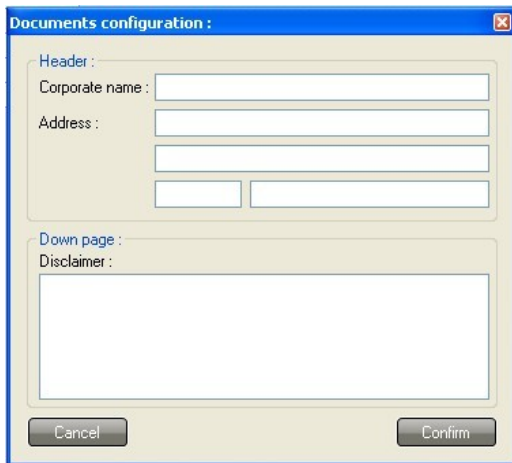 Documents configuration :
Header :
Corporate name :
Address :
Down page :
Disclaimer :
Cancel
Confirm